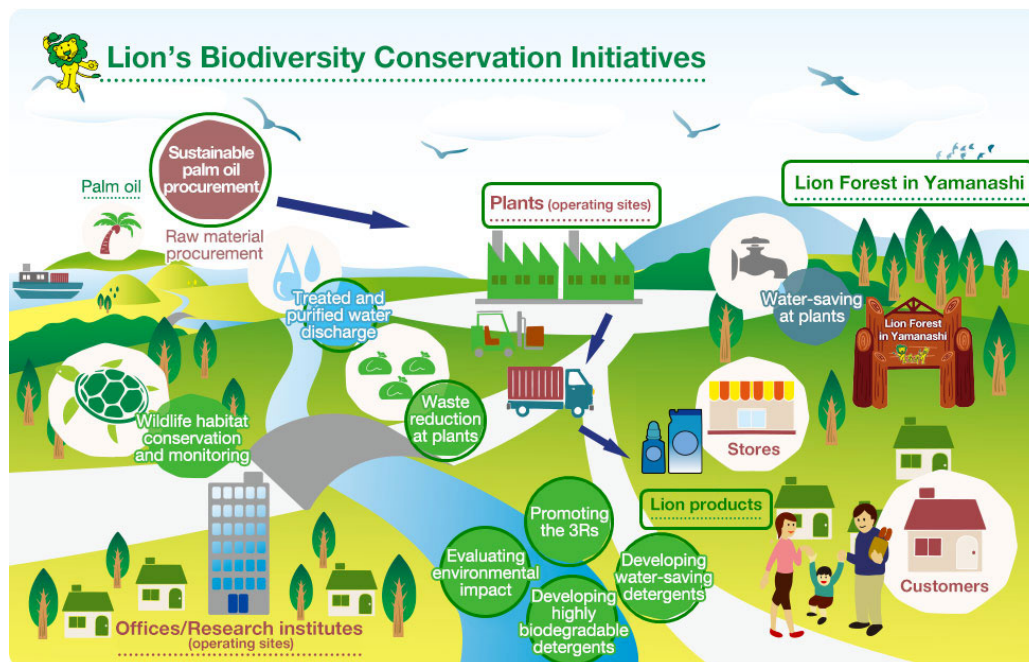 Lion's Biodiversity Conservation Initiatives
Sustainable
palm oil
procurement
Palm oil
Raw material
procurement
Plants (operating sites)
Lion Forest in Yamanashi
Treated and
purified water
discharge
Water-saving
at plants
Lion Forest
in Yamanashi
Waste
reduction
at plants
Wildlife habitat
conservation
and monitoring
Stores
Lion products
Promoting
the 3Rs
Evaluating
environmental
impact
Developing
water-saving
detergents
Developing
highly
biodegradable
detergents
Customers
Offices/Research institutes
(operating sites)